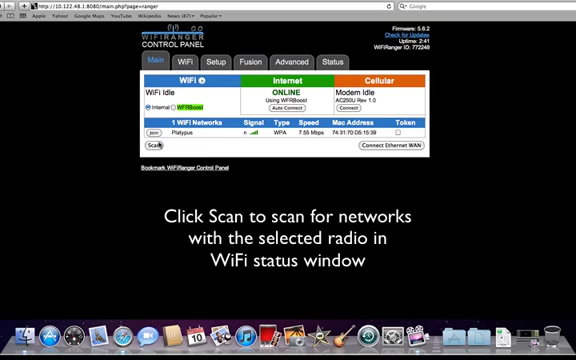 http://10.122.48.1:8080/main.php?page=ranger
Google
Apple Yahoo! Google Maps YouTube Wikipedia News (87) Popular
GO
WIFIRANGER
CONTROL PANEL
Firmware: 5.8.2
Check for Updates
Uptime: 2:41
WiFiRanger ID: 772248
Main WiFi Setup Fusion Advanced Status
WiFi Internet Cellular
WiFi Idle ONLINE Modem Idle
Using WFRBoost AC250U Rev 1.0
Internal WFRBoost Auto Connect Connect
1 WiFi Networks Signal Type Speed Mac Address Token
Join Platypus n WPA 7.55 Mbps 74:31:70:D5:15:39
Scan Connect Ethernet WAN
Bookmark WiFiRanger Control Panel
Click Scan to scan for networks
with the selected radio in
WiFi status window
10